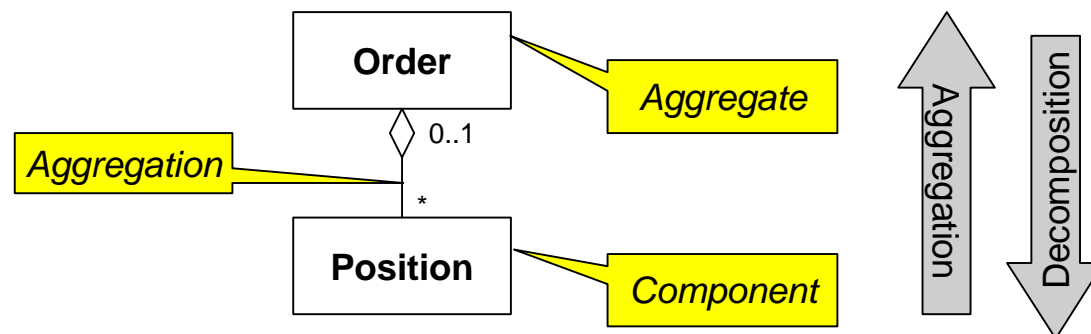 Order
Aggregate
0..1
Aggregation
*
Position
Component
Aggregation
Decomposition